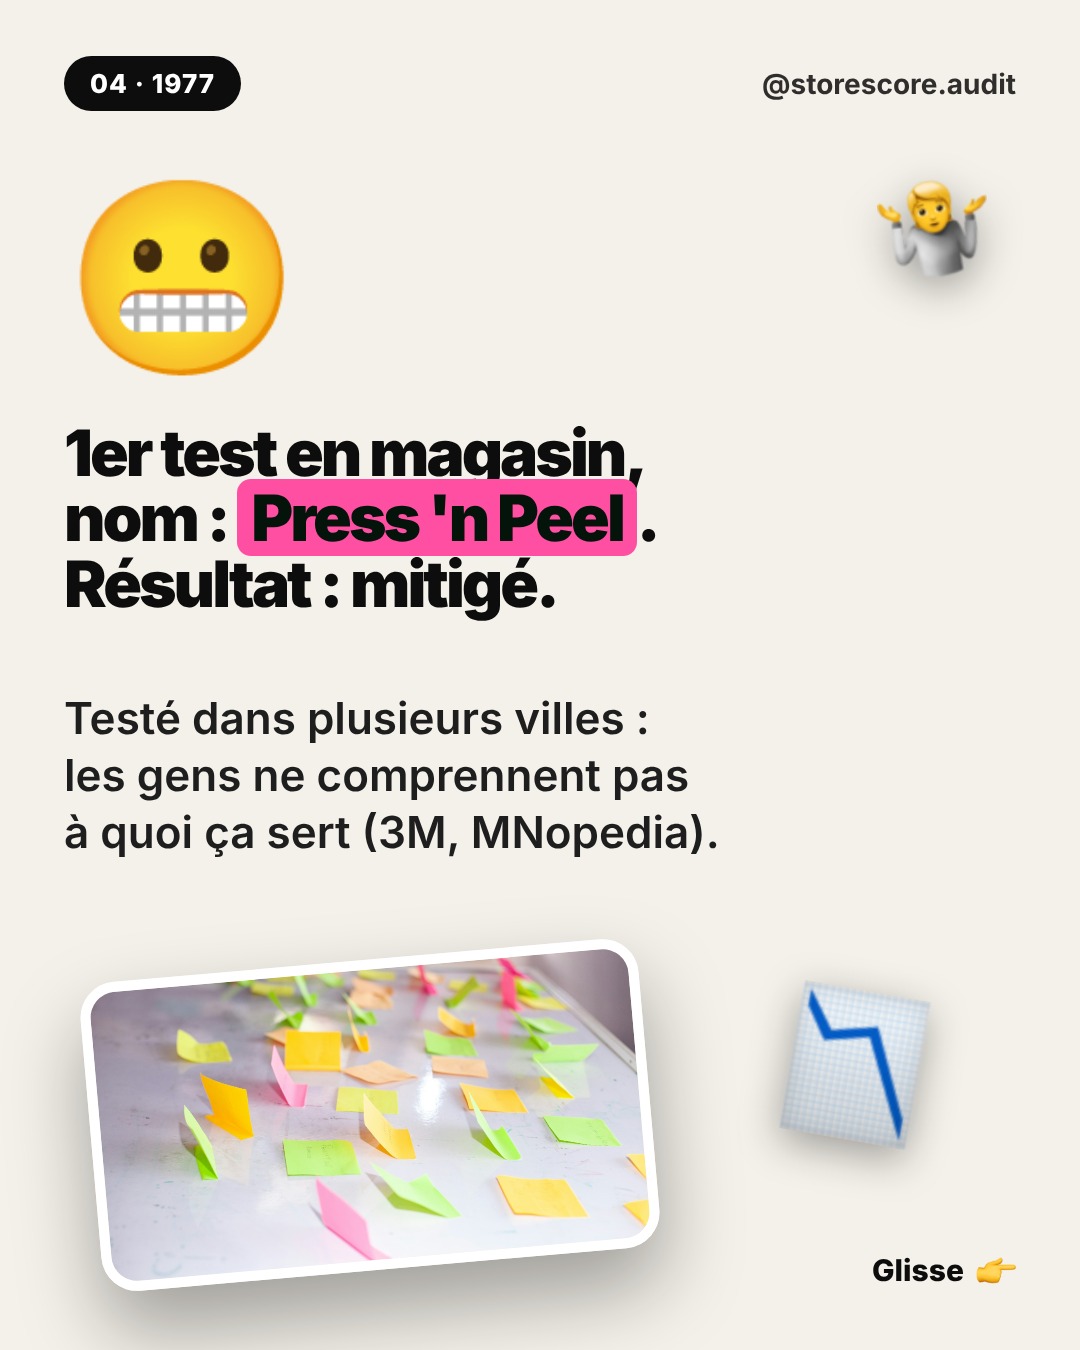 04 · 1977
@storescore.audit
1er test en magasin,
nom : Press 'n Peel .
Résultat : mitigé.
Testé dans plusieurs villes :
les gens ne comprennent pas
à quoi ça sert (3M, MNopedia).
Glisse 👉